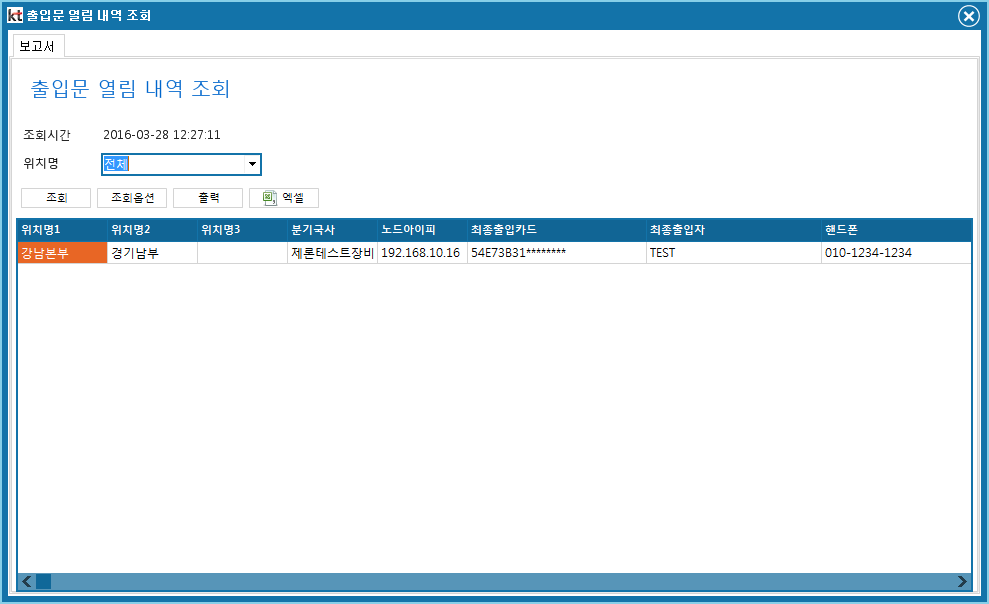 kt 출입문 열림 내역 조회
보고서
출입문 열림 내역 조회
조회시간 2016-03-28 12:27:11
위치명 전체
조회 조회옵션 출력 엑셀
위치명1 위치명2 위치명3 분기국사 노드아이피 최종출입카드 최종출입자 핸드폰
강남본부 경기남부 제론테스트장비 192.168.10.16 54E73B31******** TEST 010-1234-1234